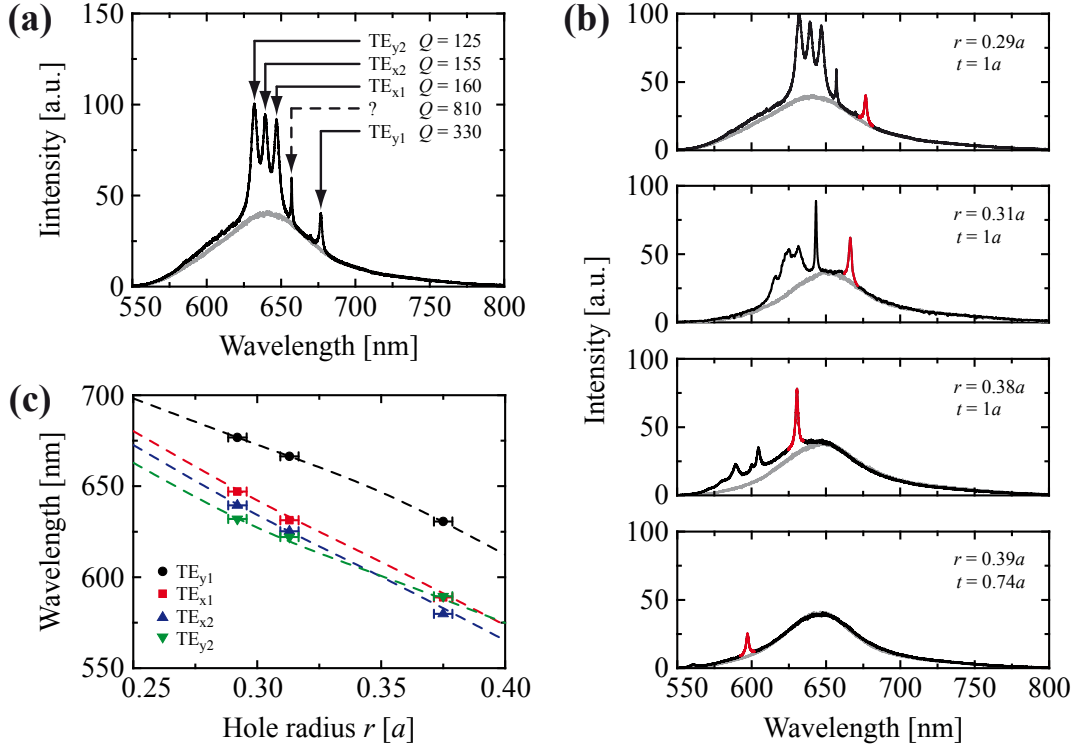 (a)
150
100
50
0
550 600 650 700 750 800
Iintensity [a.u.]
Wavelength [nm]
TEy2 Q = 125
TEx2 Q = 155
TEx1 Q = 160
? Q = 810
TEy1 Q = 330
(b)
100
50
0
r = 0.29a
t = 1a
100
50
0
r = 0.31a
t = 1a
100
50
0
r = 0.38a
t = 1a
100
50
0
r = 0.39a
t = 0.74a
550 600 650 700 750 800
Intensity [a.u.]
Wavelength [nm]
(c)
700
650
600
550
0.25 0.30 0.35 0.40
Wavelength [nm]
Hole radius r [a]
TEy1
TEx1
TEx2
TEy2